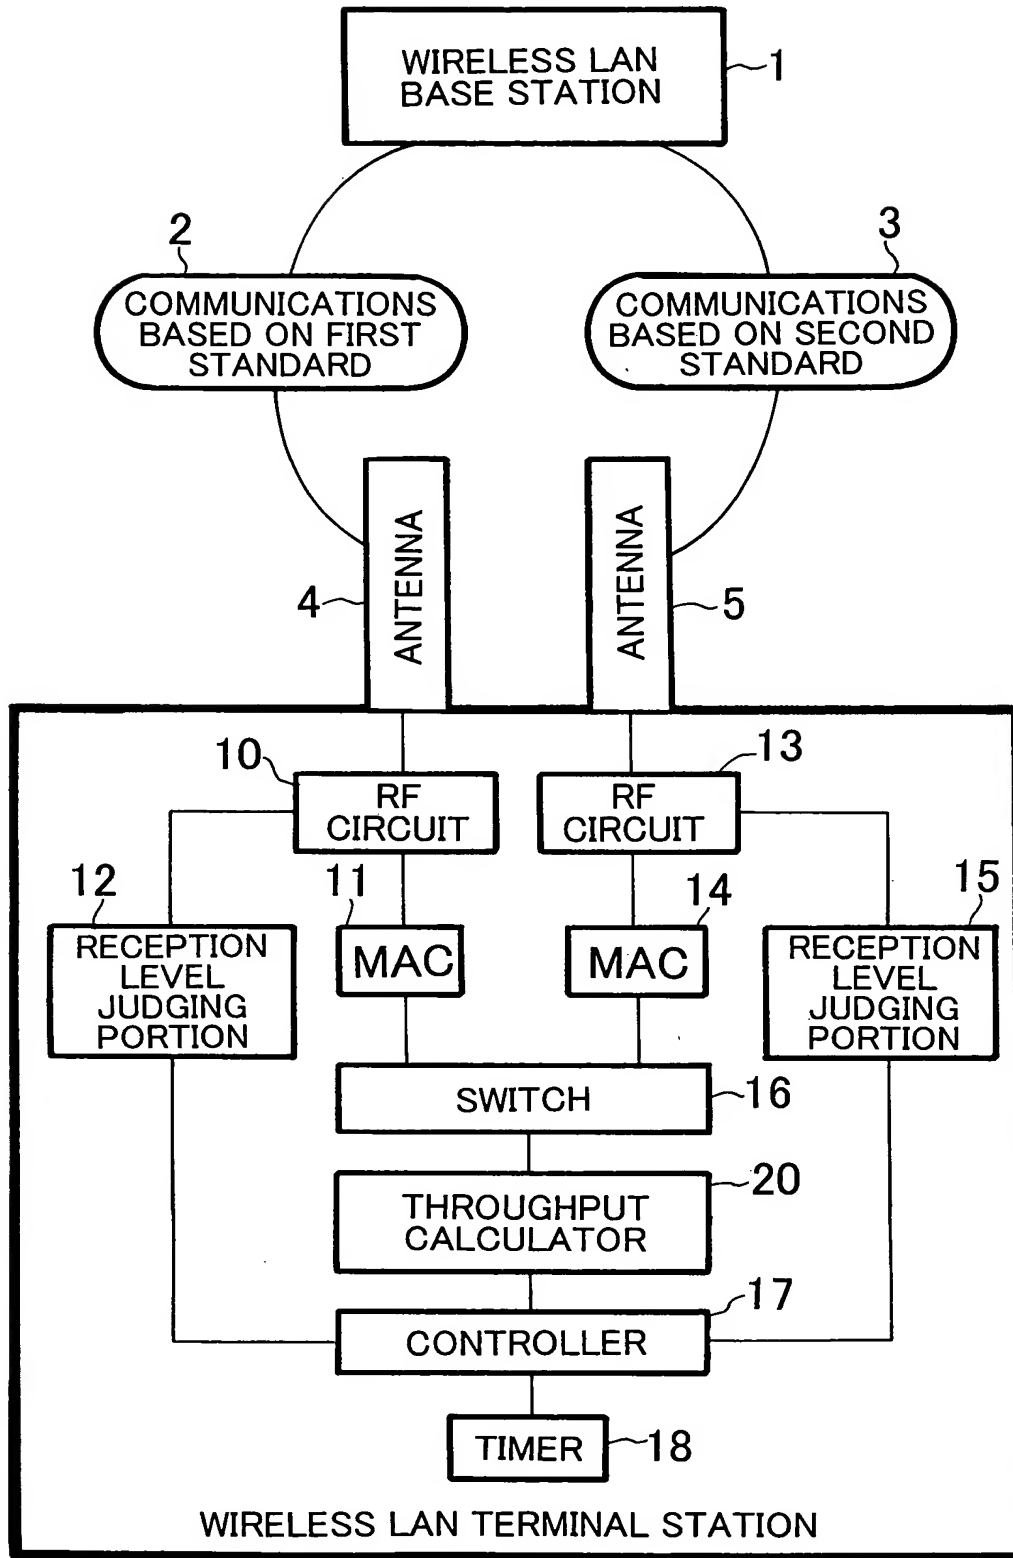 WIRELESS LAN
BASE STATION
1
2
3
COMMUNICATIONS
BASED ON FIRST
STANDARD
COMMUNICATIONS
BASED ON SECOND
STANDARD
4
ANTENNA
ANTENNA
5
10
RF
CIRCUIT
13
RF
CIRCUIT
12
RECEPTION
LEVEL
JUDGING
PORTION
11
MAC
14
MAC
15
RECEPTION
LEVEL
JUDGING
PORTION
SWITCH
16
THROUGHPUT
CALCULATOR
20
CONTROLLER
17
TIMER
18
WIRELESS LAN TERMINAL STATION